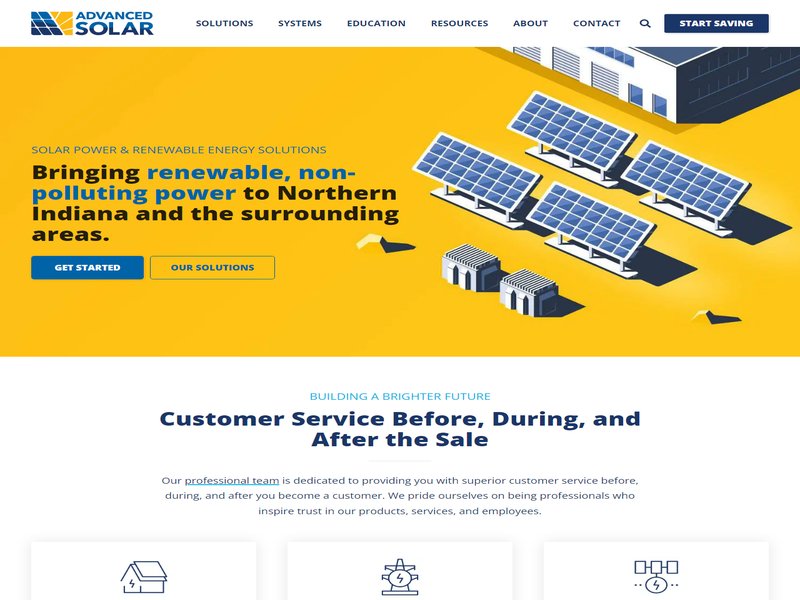 ADVANCED
SOLAR
SOLUTIONS SYSTEMS EDUCATION RESOURCES ABOUT CONTACT START SAVING
SOLAR POWER & RENEWABLE ENERGY SOLUTIONS
Bringing renewable, non-
polluting power to Northern
Indiana and the surrounding
areas.
GET STARTED OUR SOLUTIONS
BUILDING A BRIGHTER FUTURE
Customer Service Before, During, and
After the Sale
Our professional team is dedicated to providing you with superior customer service before,
during, and after you become a customer. We pride ourselves on being professionals who
inspire trust in our products, services, and employees.